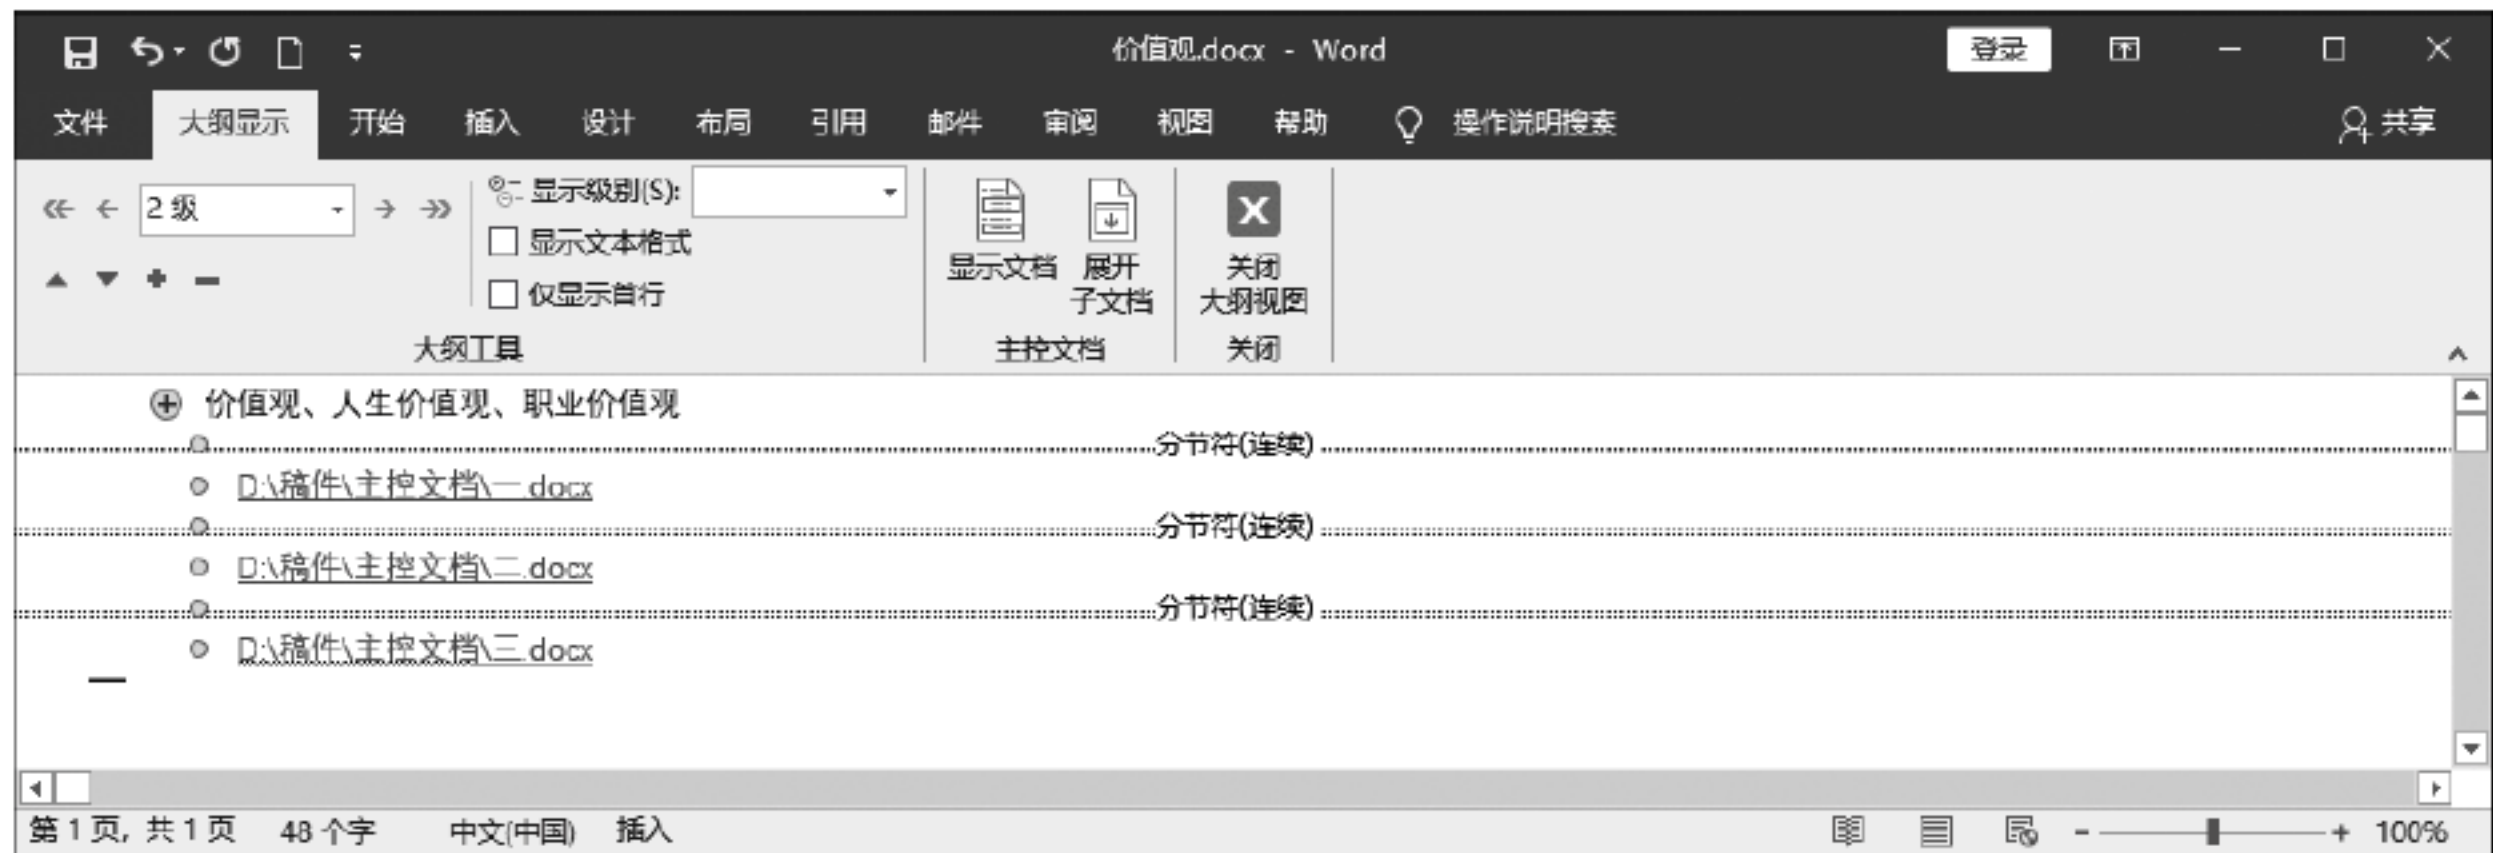 价值观.docx - Word 登录
文件 大纲显示 开始 插入 设计 布局 引用 邮件 审阅 视图 帮助 操作说明搜索 共享
2 级 显示级别(S):
显示文本格式
仅显示首行
显示文档 展开子文档 关闭大纲视图
大纲工具 主控文档 关闭
价值观、人生价值观、职业价值观
分节符(连续)
D:\稿件\主控文档\一.docx
分节符(连续)
D:\稿件\主控文档\二.docx
分节符(连续)
D:\稿件\主控文档\三.docx
第 1 页, 共 1 页 48 个字 中文(中国) 插入 100%